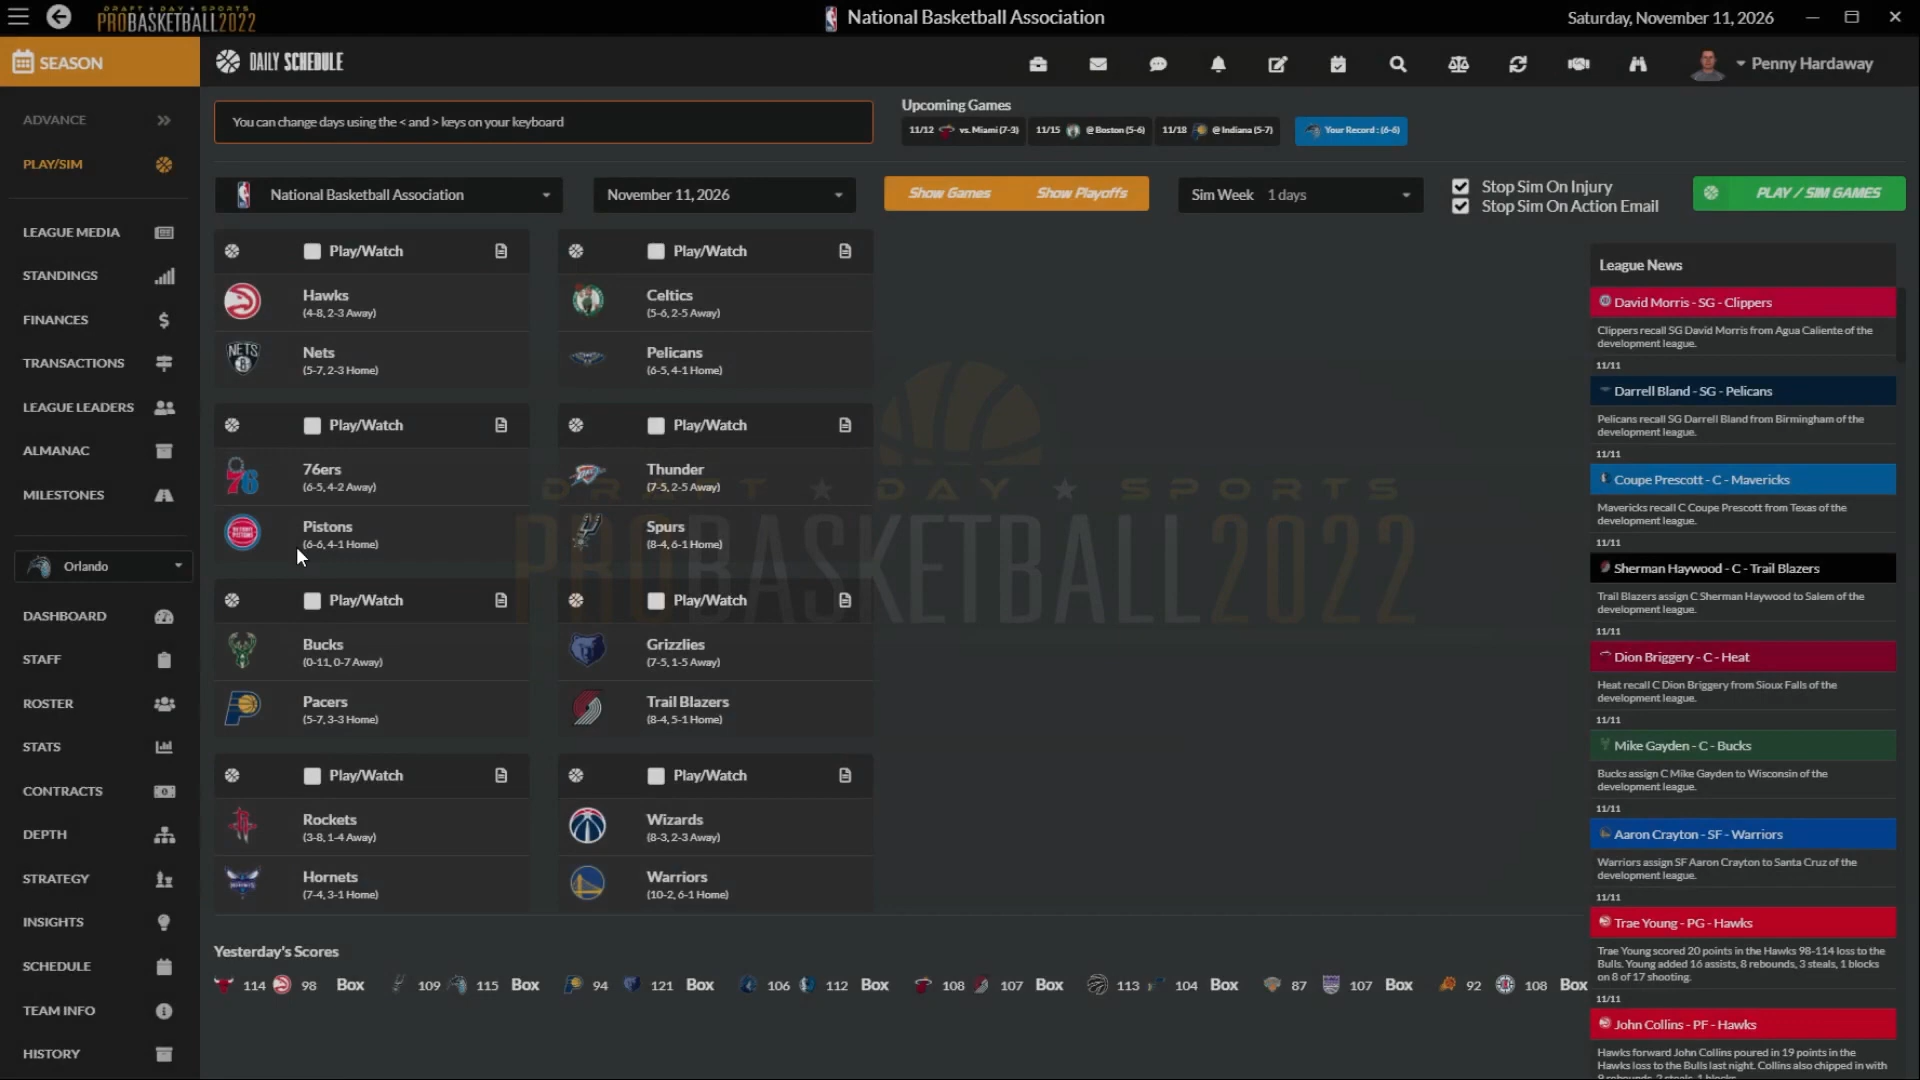 DRAFT DAY SPORTS
PROBASKETBALL2022
National Basketball Association
Saturday, November 11, 2026
SEASON
DAILY SCHEDULE
Penny Hardaway
ADVANCE
PLAY/SIM
LEAGUE MEDIA
STANDINGS
FINANCES
TRANSACTIONS
LEAGUE LEADERS
ALMANAC
MILESTONES
Orlando
DASHBOARD
STAFF
ROSTER
STATS
CONTRACTS
DEPTH
STRATEGY
INSIGHTS
SCHEDULE
TEAM INFO
HISTORY
You can change days using the < and > keys on your keyboard
Upcoming Games
11/12 vs. Miami (7-3)
11/15 @ Boston (5-6)
11/18 @ Indiana (5-7)
Your Record : (6-6)
National Basketball Association
November 11, 2026
Show Games
Show Playoffs
Sim Week 1 days
Stop Sim On Injury
Stop Sim On Action Email
PLAY / SIM GAMES
Play/Watch
Hawks
(4-8, 2-3 Away)
Nets
(5-7, 2-3 Home)
Play/Watch
Celtics
(5-6, 2-5 Away)
Pelicans
(6-5, 4-1 Home)
Play/Watch
76ers
(6-5, 4-2 Away)
Pistons
(6-6, 4-1 Home)
Play/Watch
Thunder
(7-5, 2-5 Away)
Spurs
(8-4, 6-1 Home)
Play/Watch
Bucks
(0-11, 0-7 Away)
Pacers
(5-7, 3-3 Home)
Play/Watch
Grizzlies
(7-5, 1-5 Away)
Trail Blazers
(8-4, 5-1 Home)
Play/Watch
Rockets
(3-8, 1-4 Away)
Hornets
(7-4, 3-1 Home)
Play/Watch
Wizards
(8-3, 2-3 Away)
Warriors
(10-2, 6-1 Home)
DRAFT DAY SPORTS
PROBASKETBALL2022
Yesterday's Scores
114 98 Box 109 115 Box 94 121 Box 106 112 Box 108 107 Box 113 104 Box 87 107 Box 92 108 Box
League News
David Morris - SG - Clippers
Clippers recall SG David Morris from Agua Caliente of the
development league.
11/11
Darrell Bland - SG - Pelicans
Pelicans recall SG Darrell Bland from Birmingham of the
development league.
11/11
Coupe Prescott - C - Mavericks
Mavericks recall C Coupe Prescott from Texas of the
development league.
11/11
Sherman Haywood - C - Trail Blazers
Trail Blazers assign C Sherman Haywood to Salem of the
development league.
11/11
Dion Briggery - C - Heat
Heat recall C Dion Briggery from Sioux Falls of the
development league.
11/11
Mike Gayden - C - Bucks
Bucks assign C Mike Gayden to Wisconsin of the
development league.
11/11
Aaron Crayton - SF - Warriors
Warriors assign SF Aaron Crayton to Santa Cruz of the
development league.
11/11
Trae Young - PG - Hawks
Trae Young scored 20 points in the Hawks 98-114 loss to the
Bulls. Young added 16 assists, 8 rebounds, 3 steals, 1 blocks
on 8 of 17 shooting.
11/11
John Collins - PF - Hawks
Hawks forward John Collins poured in 19 points in the
Hawks loss to the Bulls last night. Collins also chipped in with
9 rebounds, 2 steals, 1 blocks